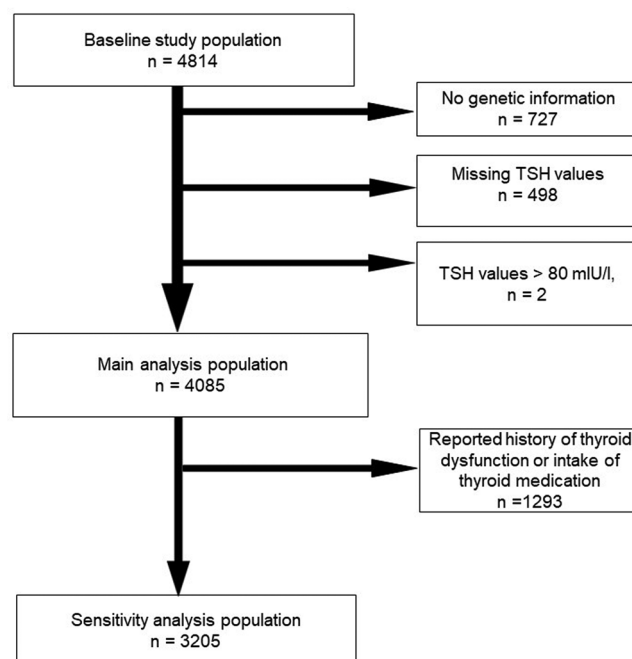 Baseline study population
n = 4814
No genetic information
n = 727
Missing TSH values
n = 498
TSH values > 80 mlU/l,
n = 2
Main analysis population
n = 4085
Reported history of thyroid
dysfunction or intake of
thyroid medication
n =1293
Sensitivity analysis population
n = 3205